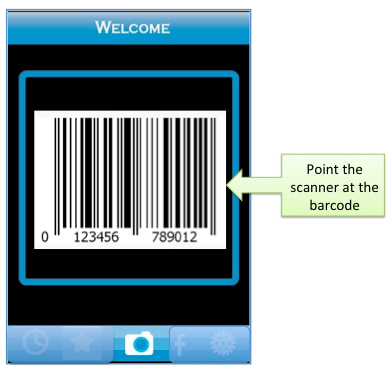 WELCOME
Point the
scanner at the
barcode
0 123456 789012
f